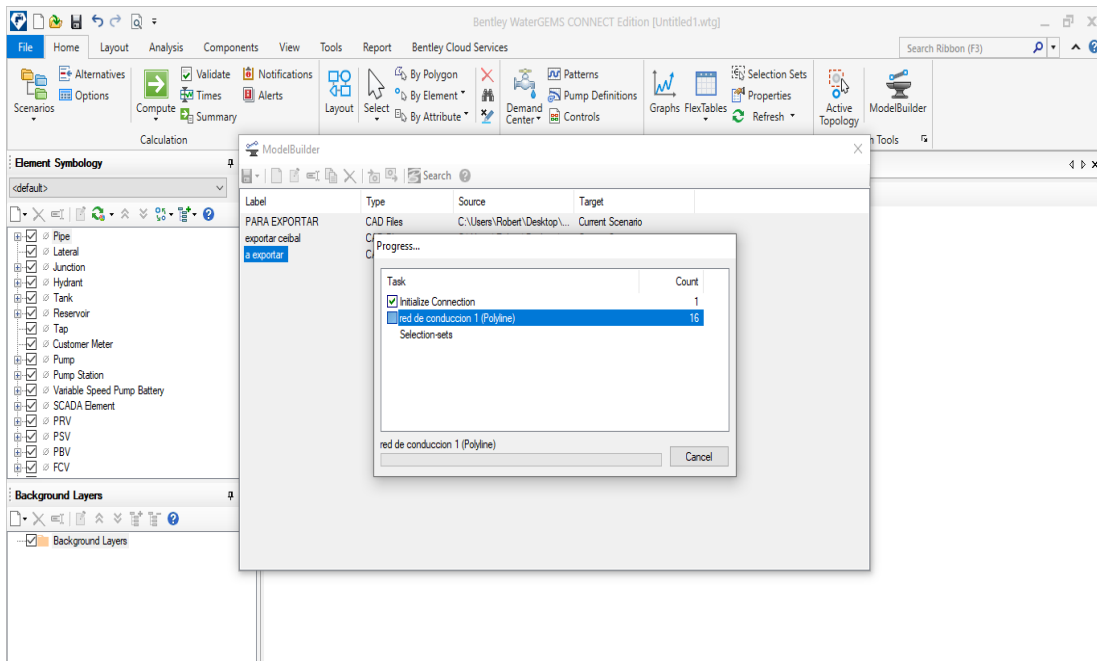 Bentley WaterGEMS CONNECT Edition [Untitled1.wtg]
File Home Layout Analysis Components View Tools Report Bentley Cloud Services Search Ribbon (F3)
Scenarios
Alternatives
Options
Compute
Validate
Times
Summary
Notifications
Alerts
Calculation
Layout
Select
By Polygon
By Element
By Attribute
Demand
Center
Patterns
Pump Definitions
Controls
Graphs
FlexTables
Selection Sets
Properties
Refresh
Active
Topology
ModelBuilder
Tools
Element Symbology
<default>
Pipe
Lateral
Junction
Hydrant
Tank
Reservoir
Tap
Customer Meter
Pump
Pump Station
Variable Speed Pump Battery
SCADA Element
PRV
PSV
PBV
FCV
Background Layers
Background Layers
ModelBuilder
Search
Label Type Source Target
PARA EXPORTAR CAD Files C:\Users\Robert\Desktop\... Current Scenario
exportar ceibal
a exportar
Progress...
Task Count
Initialize Connection 1
red de conduccion 1 (Polyline) 16
Selection-sets
red de conduccion 1 (Polyline)
Cancel